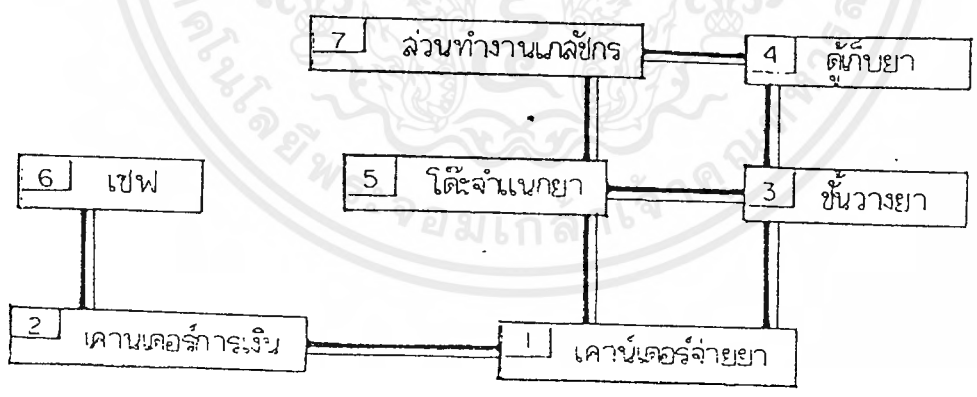 7 ส่วนทำงานเภสัชกร
4 ตู้เก็บยา
6 เซฟ
5 โต๊ะจำแนกยา
3 ชั้นวางยา
2 เคานเตอร์การเงิน
1 เคาน์เตอร์จ่ายยา